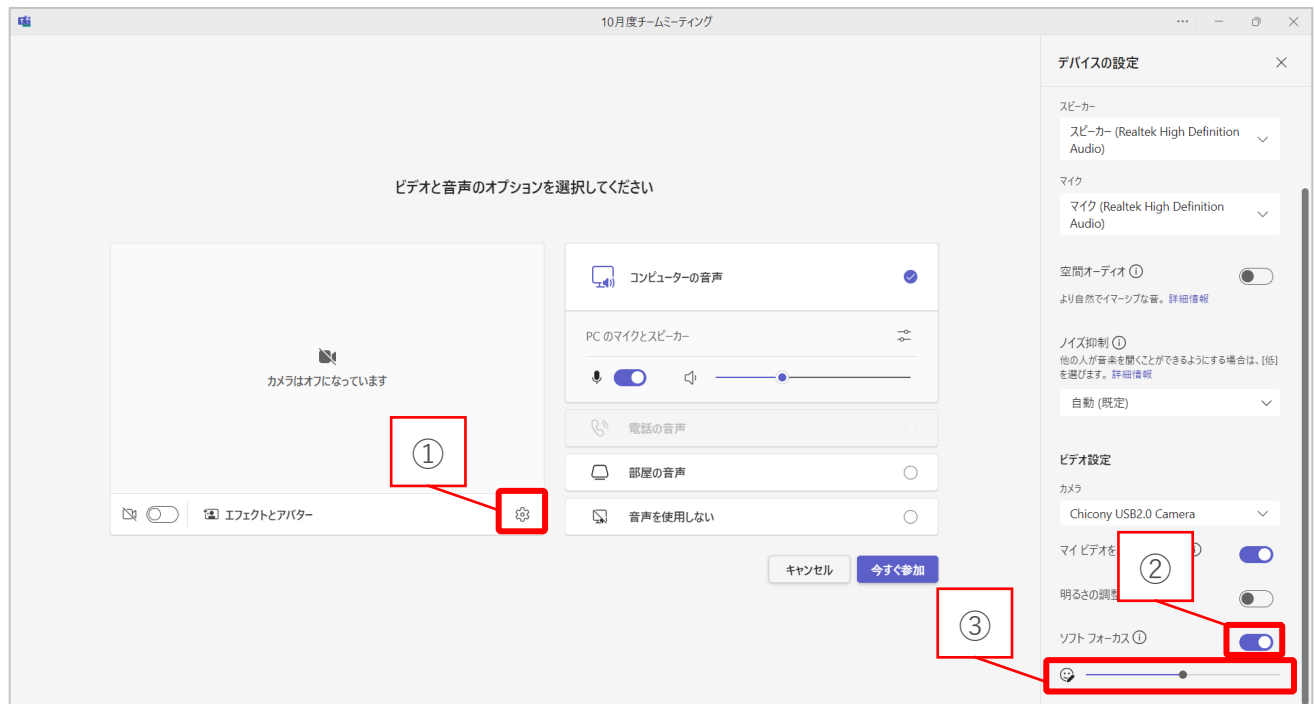 10月度チームミーティング
デバイスの設定
スピーカー
スピーカー (Realtek High Definition
Audio)
マイク
マイク (Realtek High Definition
Audio)
空間オーディオ
より自然でイマーシブな音。詳細情報
ノイズ抑制
他の人が音楽を聞くことができるようにする場合は、[低]
を選びます。詳細情報
自動 (既定)
ビデオ設定
カメラ
Chicony USB2.0 Camera
マイ ビデオを
②
明るさの調整
ソフト フォーカス
③
ビデオと音声のオプションを選択してください
カメラはオフになっています
①
エフェクトとアバター
コンピューターの音声
PC のマイクとスピーカー
電話の音声
部屋の音声
音声を使用しない
キャンセル
今すぐ参加